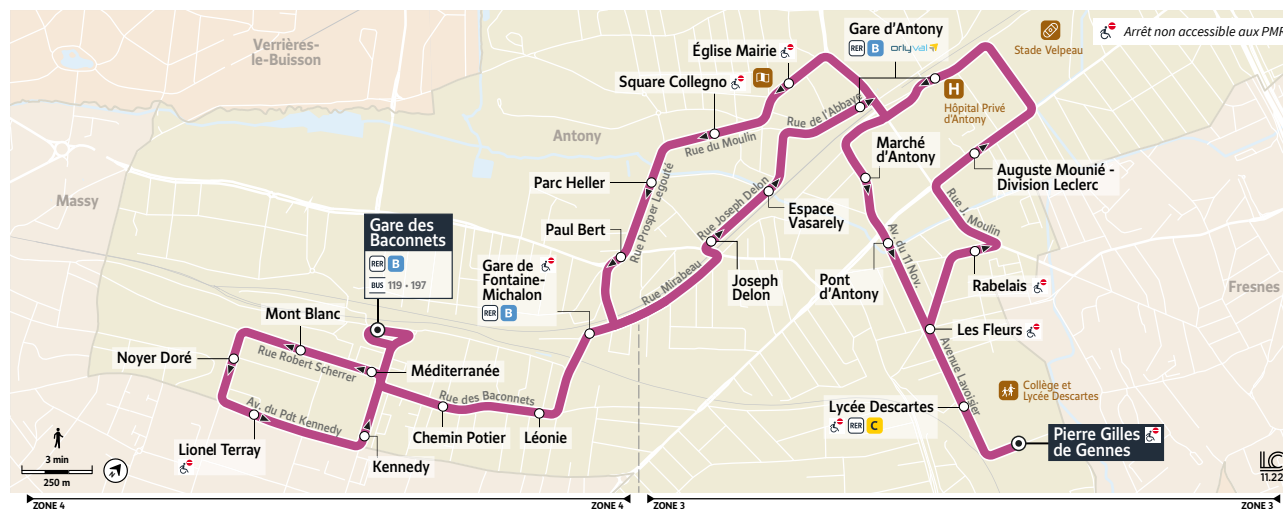 Verrières-
le-Buisson
Massy
Antony
Fresnes
Arrêt non accessible aux PMR
Stade Velpeau
Gare d'Antony
RER B orlyval
Église Mairie
Square Collegno
Hôpital Privé
d'Antony
Rue de l'Abbaye
Rue du Moulin
Marché
d'Antony
Auguste Mounié -
Division Leclerc
Parc Heller
Rue Prosper Legouté
Rue Joseph Delon
Espace
Vasarely
Rue J. Moulin
Paul Bert
Gare des
Baconnets
RER B
BUS 119 • 197
Gare de
Fontaine-
Michalon
RER B
Rue Mirabeau
Joseph
Delon
Pont
d'Antony
Av. du 11 Nov.
Rabelais
Les Fleurs
Mont Blanc
Noyer Doré
Rue Robert Scherrer
Méditerranée
Rue des Baconnets
Av. du Pdt Kennedy
Avenue Lavoisier
Collège et
Lycée Descartes
Lycée Descartes
RER C
Lionel Terray
Kennedy
Chemin Potier
Léonie
Pierre Gilles
de Gennes
3 min
250 m
LC
11.22
ZONE 4
ZONE 4
ZONE 3
ZONE 3